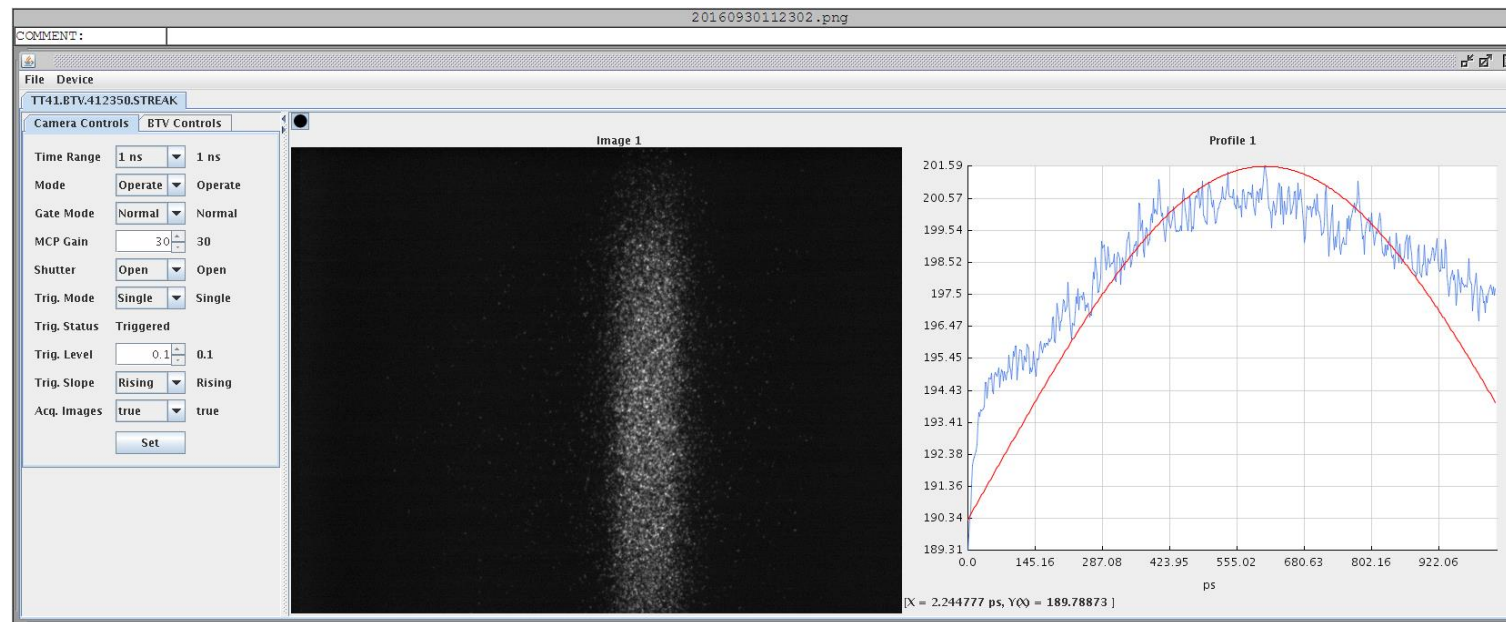 20160930112302.png
COMMENT:
File Device
TT41.BTV.412350.STREAK
Camera Controls BTV Controls
Time Range 1 ns 1 ns
Mode Operate Operate
Gate Mode Normal Normal
MCP Gain 30 30
Shutter Open Open
Trig. Mode Single Single
Trig. Status Triggered
Trig. Level 0.1 0.1
Trig. Slope Rising Rising
Acq. Images true true
Set
Image 1
Profile 1
201.59
200.57
199.54
198.52
197.5
196.47
195.45
194.43
193.41
192.38
191.36
190.34
189.31
0.0 145.16 287.08 423.95 555.02 680.63 802.16 922.06
ps
[X = 2.244777 ps, Y(X) = 189.78873 ]